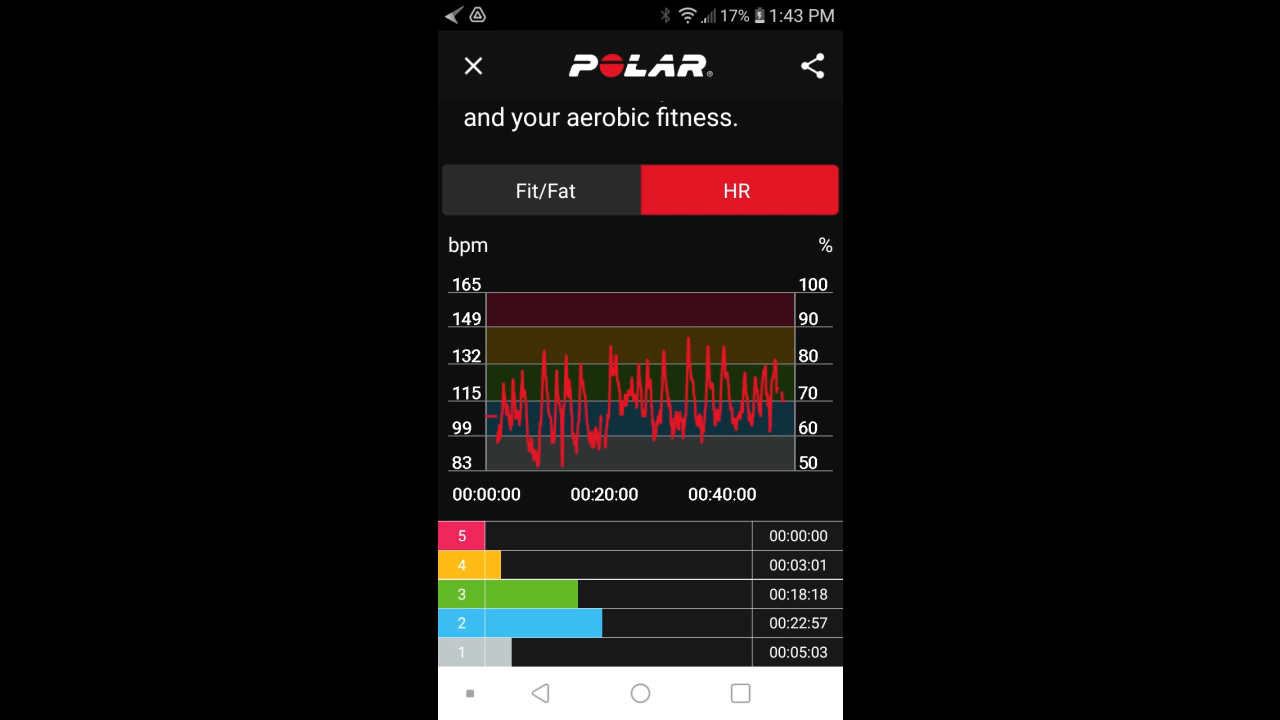 17% 1:43 PM
POLAR®
and your aerobic fitness.
Fit/Fat HR
bpm %
165 100
149 90
132 80
115 70
99 60
83 50
00:00:00 00:20:00 00:40:00
5 00:00:00
4 00:03:01
3 00:18:18
2 00:22:57
1 00:05:03